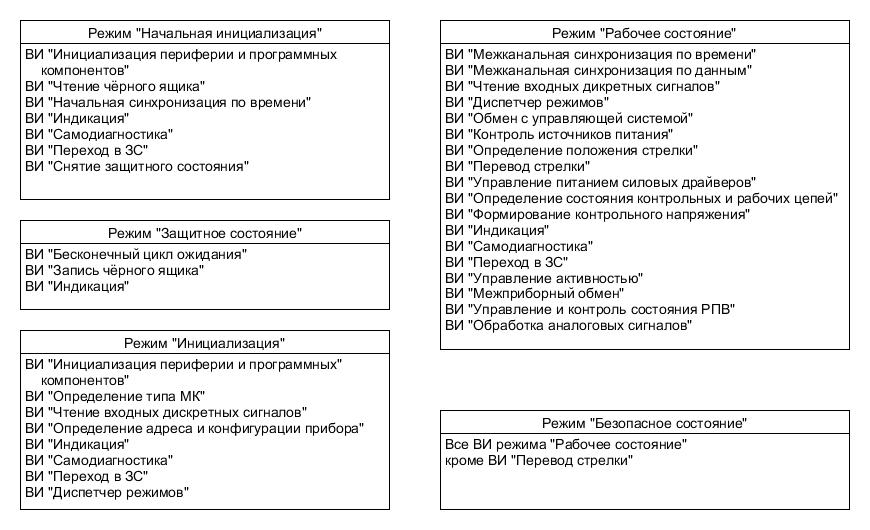 Режим "Начальная инициализация"
ВИ "Инициализация периферии и программных
компонентов"
ВИ "Чтение чёрного ящика"
ВИ "Начальная синхронизация по времени"
ВИ "Индикация"
ВИ "Самодиагностика"
ВИ "Переход в ЗС"
ВИ "Снятие защитного состояния"
Режим "Защитное состояние"
ВИ "Бесконечный цикл ожидания"
ВИ "Запись чёрного ящика"
ВИ "Индикация"
Режим "Инициализация"
ВИ "Инициализация периферии и программных"
компонентов"
ВИ "Определение типа МК"
ВИ "Чтение входных дискретных сигналов"
ВИ "Определение адреса и конфигурации прибора"
ВИ "Индикация"
ВИ "Самодиагностика"
ВИ "Переход в ЗС"
ВИ "Диспетчер режимов"
Режим "Рабочее состояние"
ВИ "Межканальная синхронизация по времени"
ВИ "Межканальная синхронизация по данным"
ВИ "Чтение входных дикретных сигналов"
ВИ "Диспетчер режимов"
ВИ "Обмен с управляющей системой"
ВИ "Контроль источников питания"
ВИ "Определение положения стрелки"
ВИ "Перевод стрелки"
ВИ "Управление питанием силовых драйверов"
ВИ "Определение состояния контрольных и рабочих цепей"
ВИ "Формирование контрольного напряжения"
ВИ "Индикация"
ВИ "Самодиагностика"
ВИ "Переход в ЗС"
ВИ "Управление активностью"
ВИ "Межприборный обмен"
ВИ "Управление и контроль состояния РПВ"
ВИ "Обработка аналоговых сигналов"
Режим "Безопасное состояние"
Все ВИ режима "Рабочее состояние"
кроме ВИ "Перевод стрелки"